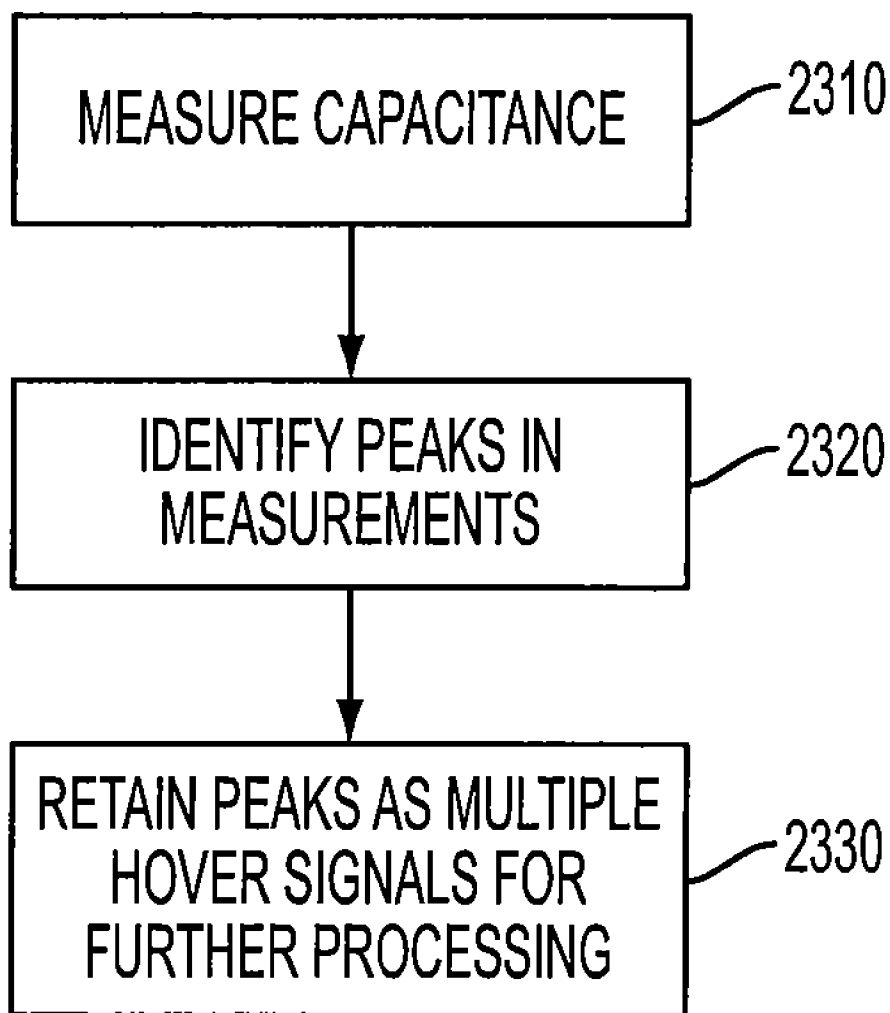 MEASURE CAPACITANCE
2310
IDENTIFY PEAKS IN
MEASUREMENTS
2320
RETAIN PEAKS AS MULTIPLE
HOVER SIGNALS FOR
FURTHER PROCESSING
2330